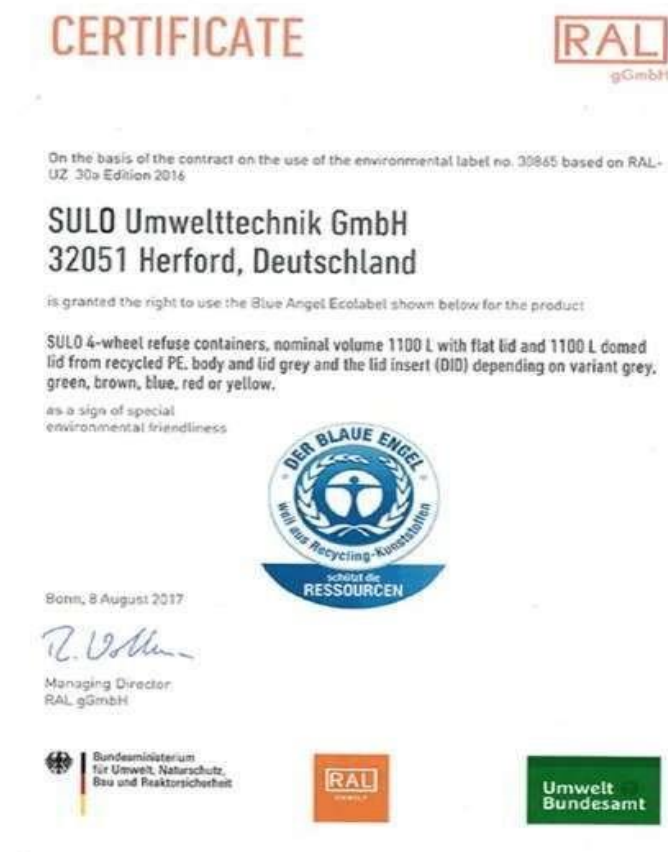 CERTIFICATE
RAL
gGmbH
On the basis of the contract on the use of the environmental label no. 30865 based on RAL-
UZ 30a Edition 2016
SULO Umwelttechnik GmbH
32051 Herford, Deutschland
is granted the right to use the Blue Angel Ecolabel shown below for the product
SULO 4-wheel refuse containers, nominal volume 1100 L with flat lid and 1100 L domed
lid from recycled PE, body and lid grey and the lid insert (DID) depending on variant grey,
green, brown, blue, red or yellow.
as a sign of special
environmental friendliness
DER BLAUE ENGEL
weil aus Recycling-Kunststoffen
schützt die
RESSOURCEN
Bonn, 8 August 2017
Managing Director
RAL gGmbH
Bundesministerium
für Umwelt, Naturschutz,
Bau und Reaktorsicherheit
RAL
UMWELT
Umwelt
Bundesamt